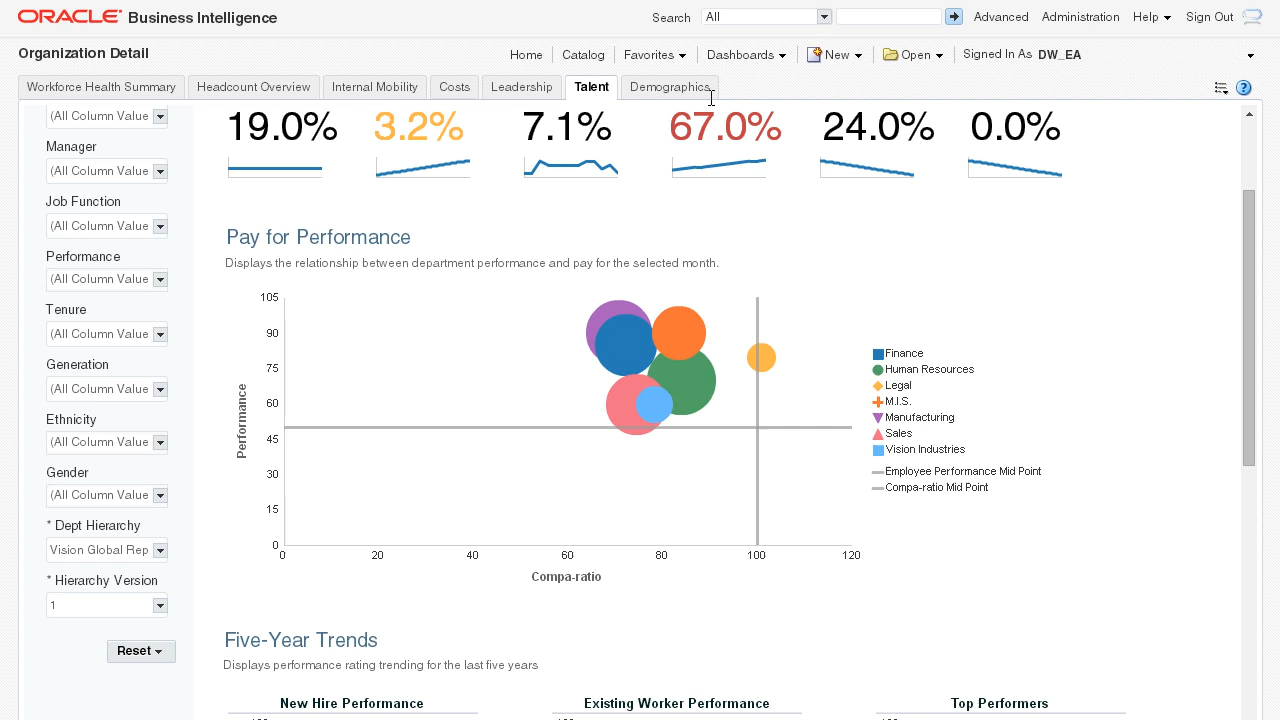 ORACLE Business Intelligence
Search All Advanced Administration Help Sign Out
Organization Detail
Home Catalog Favorites Dashboards New Open Signed In As DW_EA
Workforce Health Summary Headcount Overview Internal Mobility Costs Leadership Talent Demographics
(All Column Value
Manager
(All Column Value
Job Function
(All Column Value
Performance
(All Column Value
Tenure
(All Column Value
Generation
(All Column Value
Ethnicity
(All Column Value
Gender
(All Column Value
* Dept Hierarchy
Vision Global Rep
* Hierarchy Version
1
Reset
19.0% 3.2% 7.1% 67.0% 24.0% 0.0%
Pay for Performance
Displays the relationship between department performance and pay for the selected month.
105
90
75
60
45
30
15
0
Performance
0 20 40 60 80 100 120
Compa-ratio
Finance
Human Resources
Legal
M.I.S.
Manufacturing
Sales
Vision Industries
Employee Performance Mid Point
Compa-ratio Mid Point
Five-Year Trends
Displays performance rating trending for the last five years
New Hire Performance Existing Worker Performance Top Performers